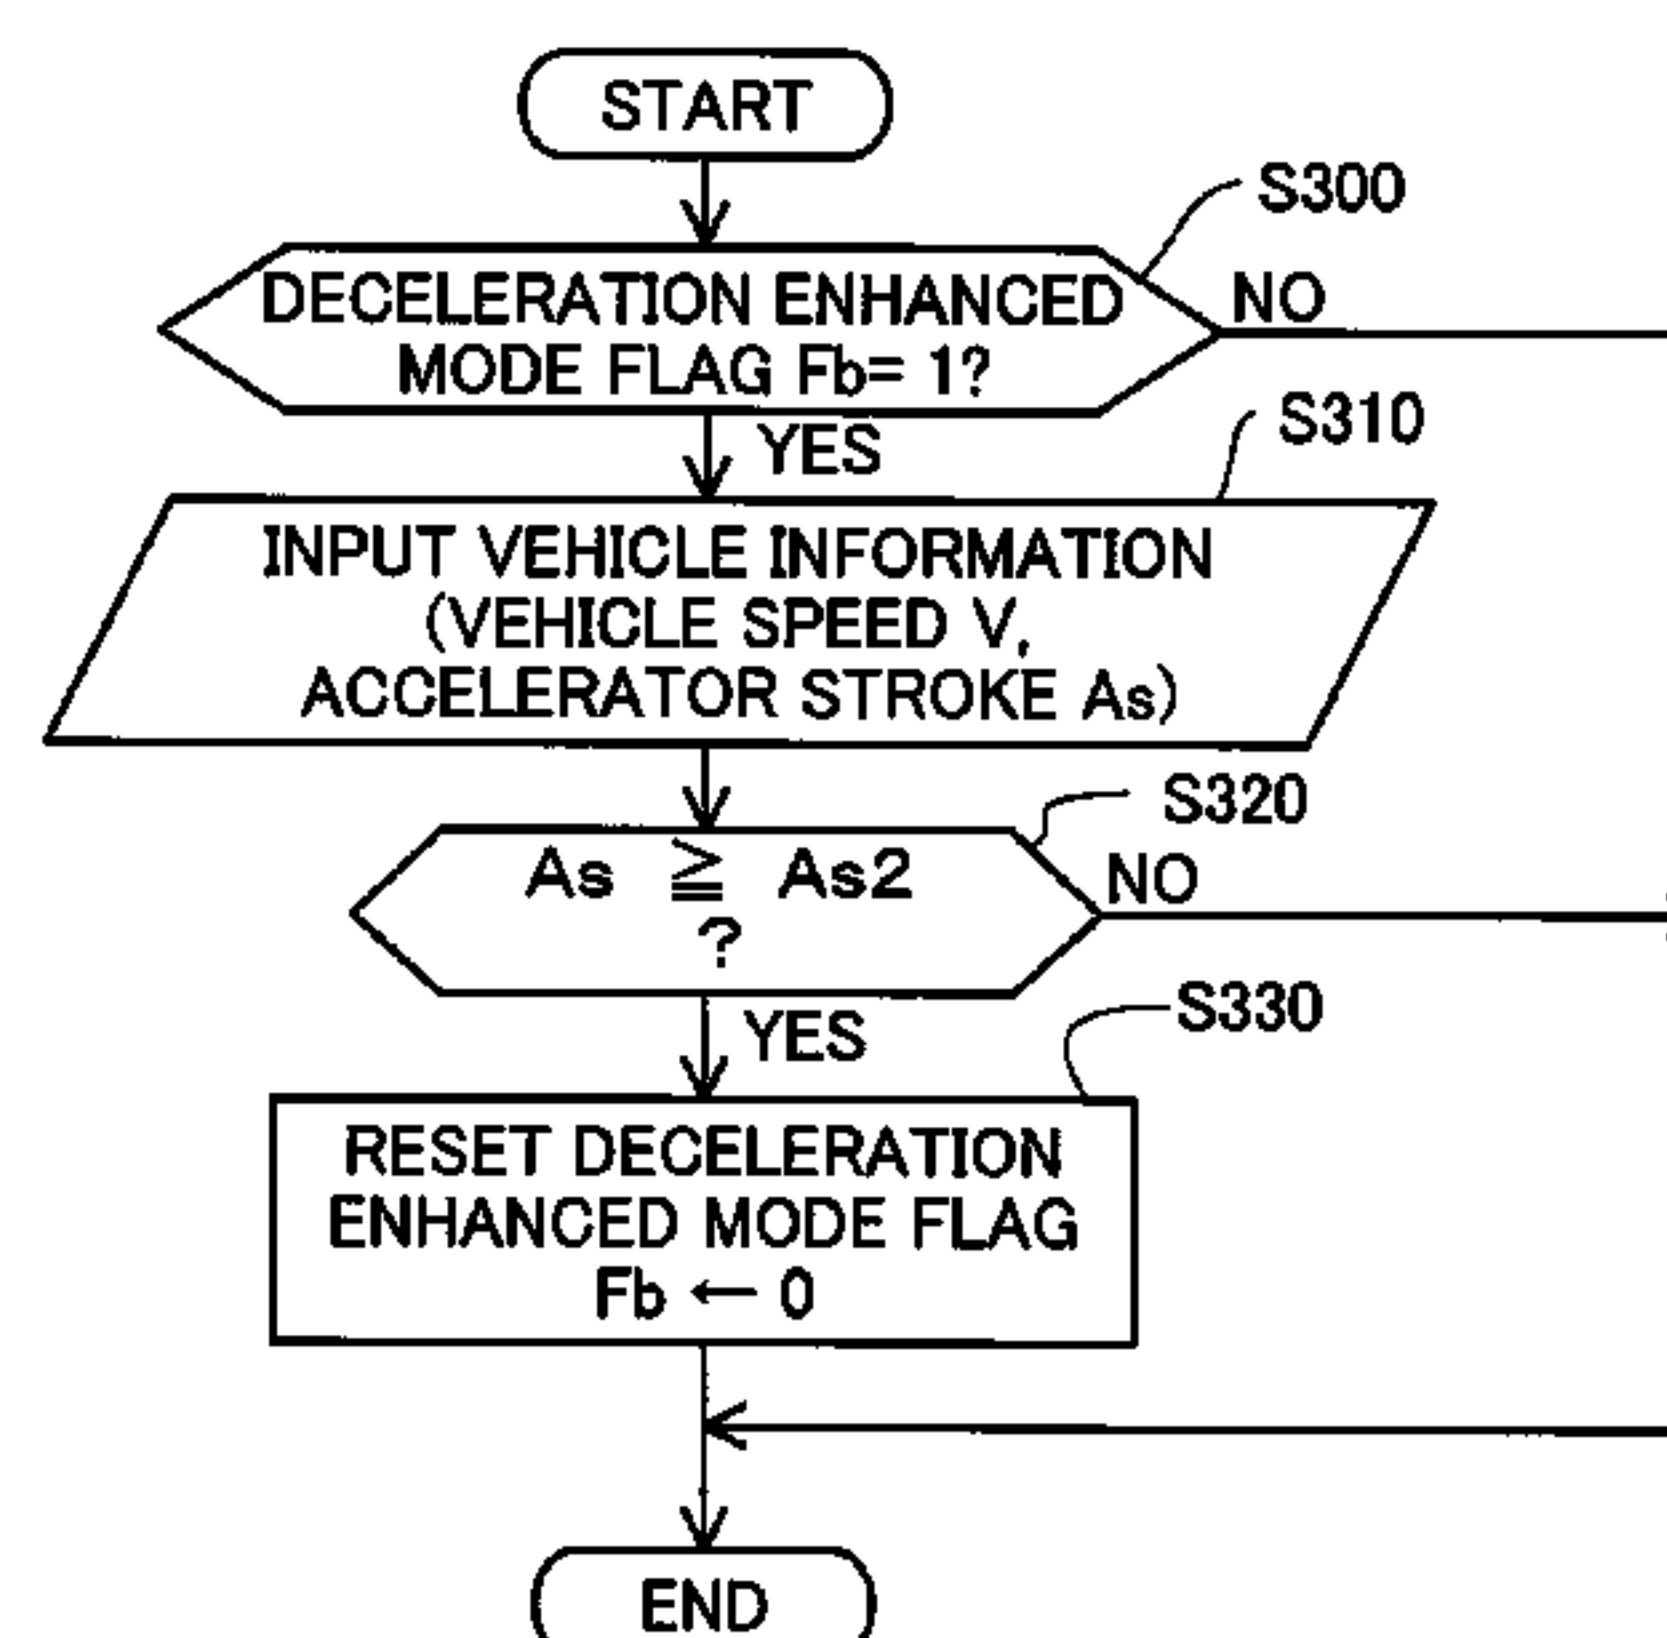 START
S300
DECELERATION ENHANCED
MODE FLAG Fb= 1?
NO
YES
S310
INPUT VEHICLE INFORMATION
(VEHICLE SPEED V,
ACCELERATOR STROKE As)
S320
As ≧ As2
?
NO
YES
S330
RESET DECELERATION
ENHANCED MODE FLAG
Fb ← 0
END